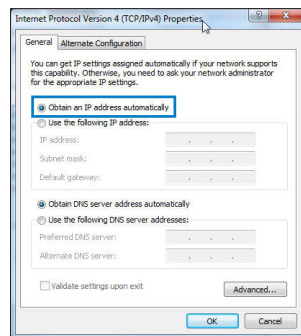 Internet Protocol Version 4 (TCP/IPv4) Properties
General Alternate Configuration
You can get IP settings assigned automatically if your network supports
this capability. Otherwise, you need to ask your network administrator
for the appropriate IP settings.
Obtain an IP address automatically
Use the following IP address:
IP address:
Subnet mask:
Default gateway:
Obtain DNS server address automatically
Use the following DNS server addresses:
Preferred DNS server:
Alternate DNS server:
Validate settings upon exit
Advanced...
OK Cancel